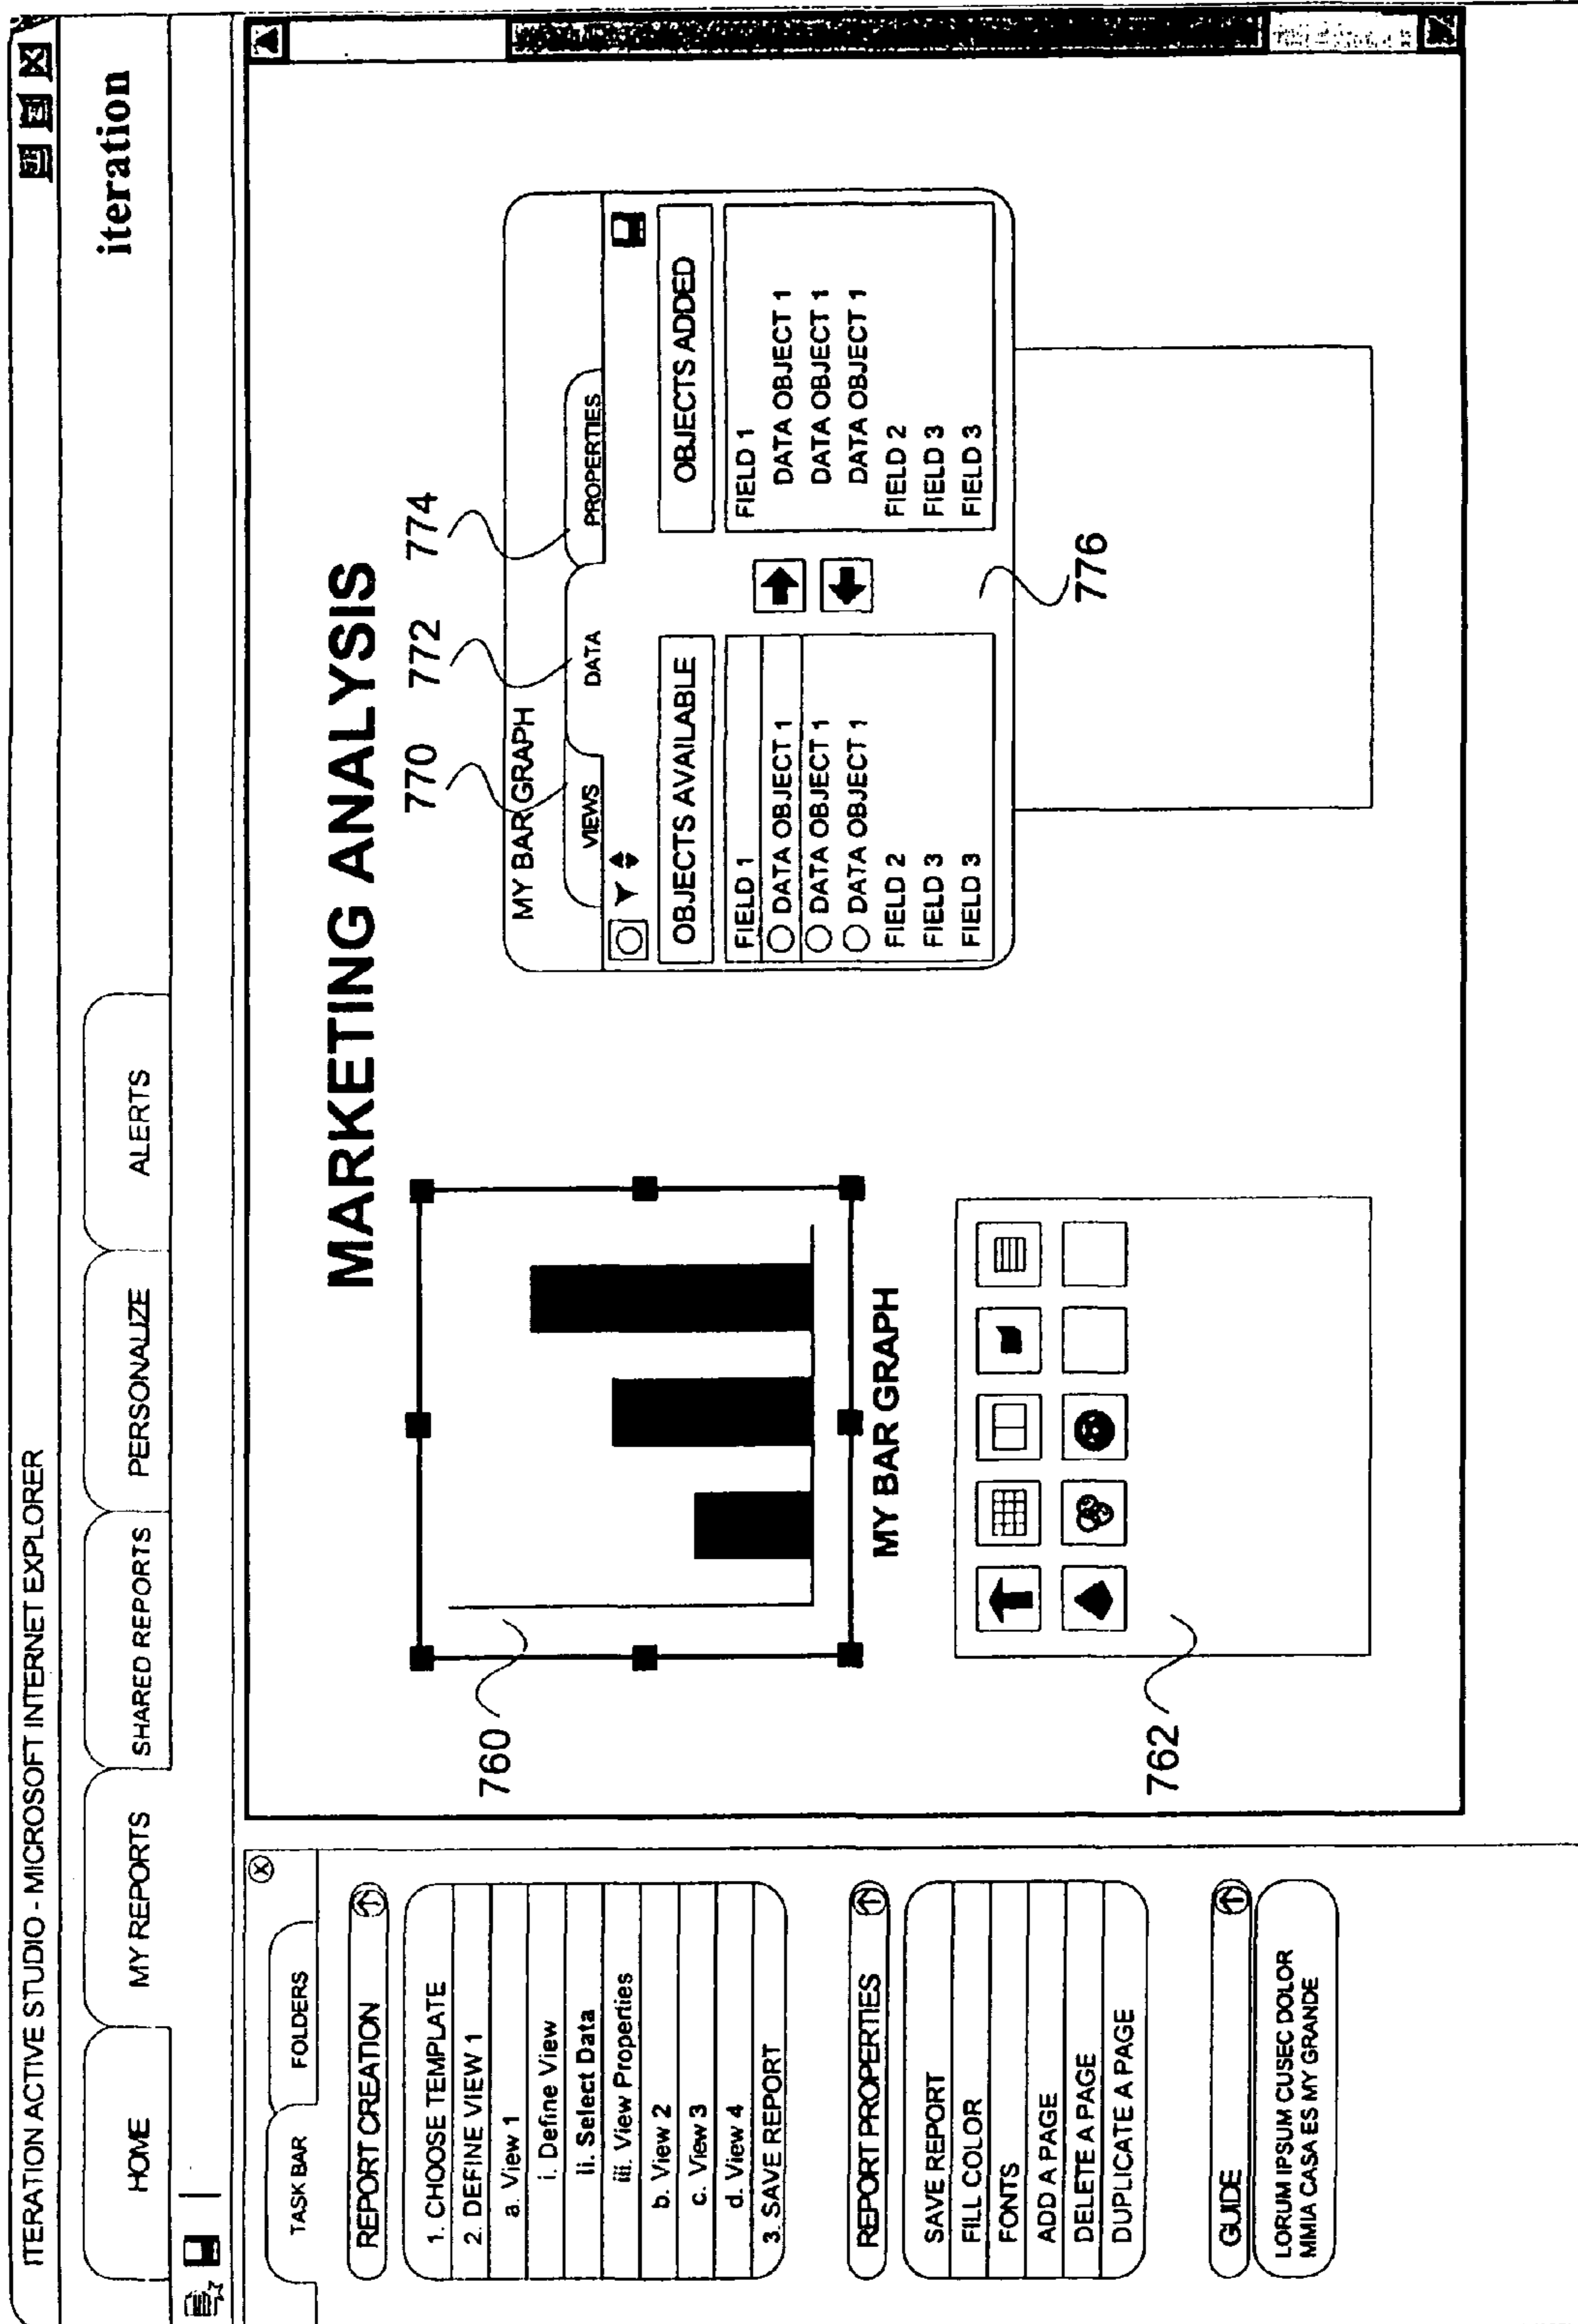 ITERATION ACTIVE STUDIO - MICROSOFT INTERNET EXPLORER
HOME
MY REPORTS
SHARED REPORTS
PERSONALIZE
ALERTS
iteration
TASK BAR
FOLDERS
REPORT CREATION
1. CHOOSE TEMPLATE
2. DEFINE VIEW 1
a. View 1
i. Define View
ii. Select Data
iii. View Properties
b. View 2
c. View 3
d. View 4
3. SAVE REPORT
REPORT PROPERTIES
SAVE REPORT
FILL COLOR
FONTS
ADD A PAGE
DELETE A PAGE
DUPLICATE A PAGE
GUIDE
LORUM IPSUM CUSEC DOLOR
MMIA CASA ES MY GRANDE
MARKETING ANALYSIS
760
MY BAR GRAPH
762
770
772
774
MY BAR GRAPH
VIEWS
DATA
PROPERTIES
OBJECTS AVAILABLE
FIELD 1
DATA OBJECT 1
DATA OBJECT 1
DATA OBJECT 1
FIELD 2
FIELD 3
FIELD 3
OBJECTS ADDED
FIELD 1
DATA OBJECT 1
DATA OBJECT 1
DATA OBJECT 1
FIELD 2
FIELD 3
FIELD 3
776